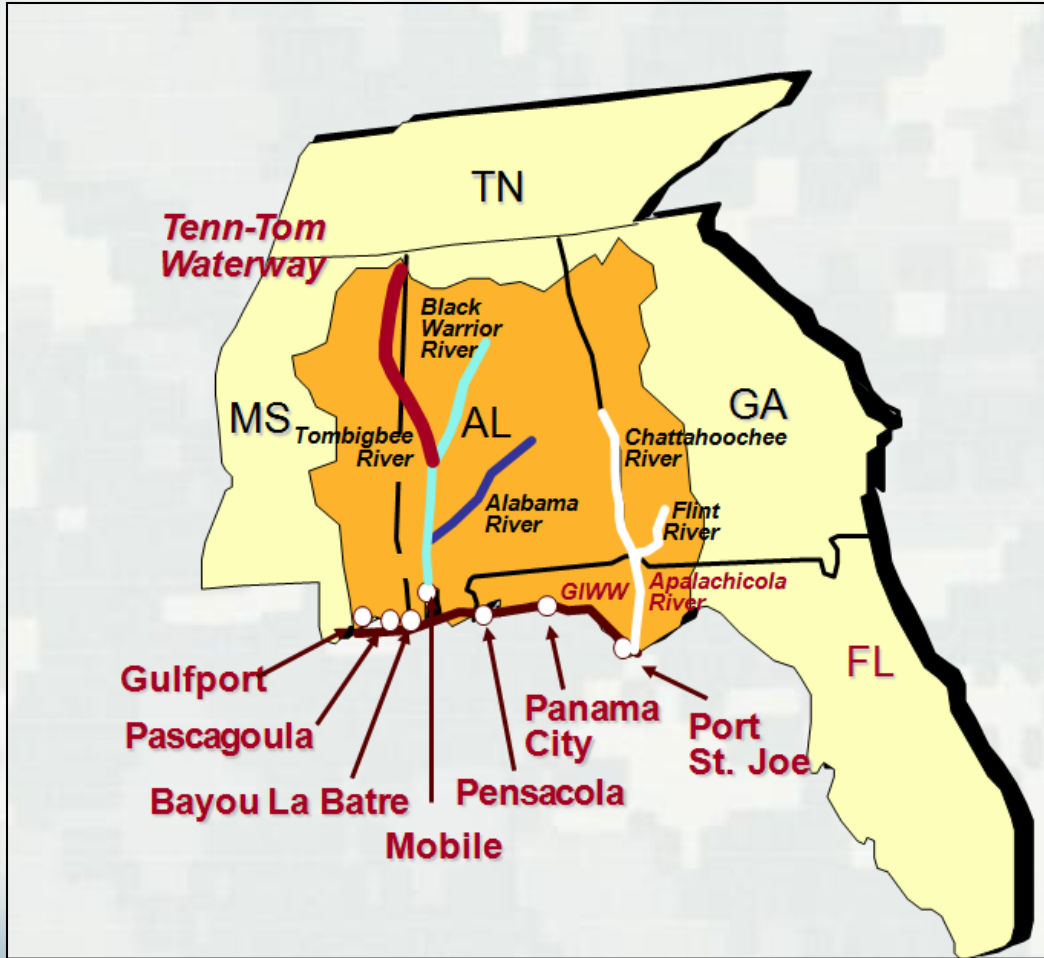 TN
Tenn-Tom
Waterway
Black
Warrior
River
MS
AL
GA
Tombigbee
River
Chattahoochee
River
Alabama
River
Flint
River
GIWW
Apalachicola
River
FL
Gulfport
Pascagoula
Bayou La Batre
Mobile
Pensacola
Panama
City
Port
St. Joe